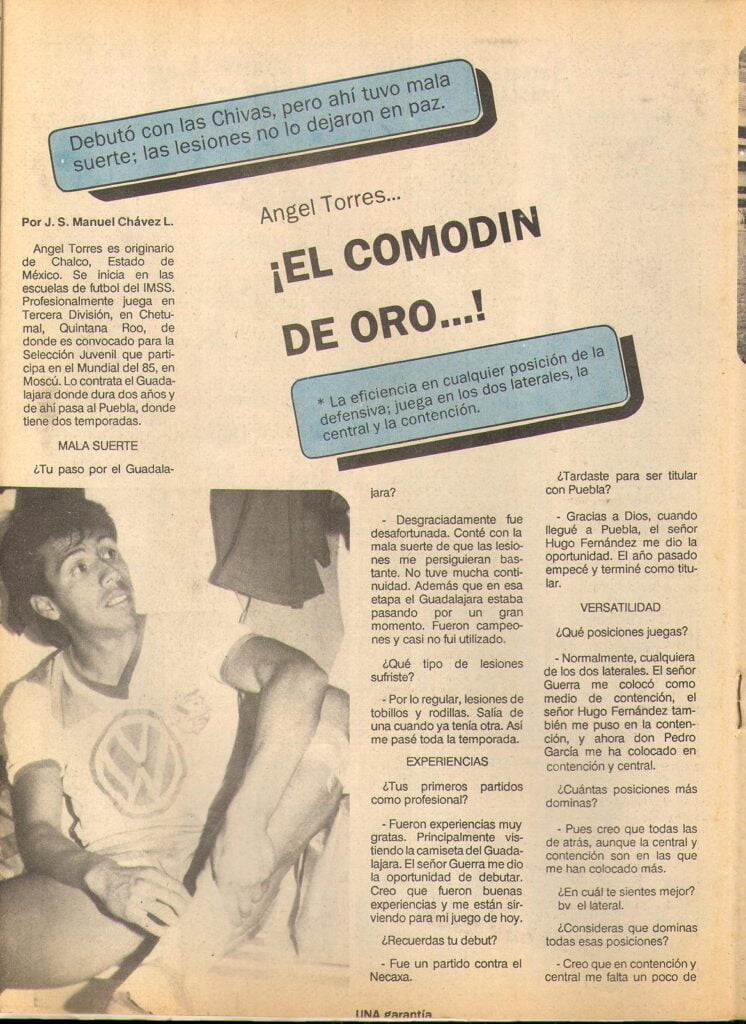 Debutó con las Chivas, pero ahí tuvo mala
suerte; las lesiones no lo dejaron en paz.
Angel Torres...
¡EL COMODIN
DE ORO...!
* La eficiencia en cualquier posición de la
defensiva; juega en los dos laterales, la
central y la contención.
Por J. S. Manuel Chávez L.
Angel Torres es originario
de Chalco, Estado de
México. Se inicia en las
escuelas de futbol del IMSS.
Profesionalmente juega en
Tercera División, en Chetu-
mal, Quintana Roo, de
donde es convocado para la
Selección Juvenil que parti-
cipa en el Mundial del 85, en
Moscú. Lo contrata el Guada-
lajara donde dura dos años y
de ahí pasa al Puebla, donde
tiene dos temporadas.
MALA SUERTE
¿Tu paso por el Guadala-
jara?
- Desgraciadamente fue
desafortunada. Conté con la
mala suerte de que las lesio-
nes me persiguieran bas-
tante. No tuve mucha conti-
nuidad. Además que en esa
etapa el Guadalajara estaba
pasando por un gran
momento. Fueron campeo-
nes y casi no fui utilizado.
¿Qué tipo de lesiones
sufriste?
- Por lo regular, lesiones de
tobillos y rodillas. Salía de
una cuando ya tenía otra. Así
me pasé toda la temporada.
EXPERIENCIAS
¿Tus primeros partidos
como profesional?
- Fueron experiencias muy
gratas. Principalmente vis-
tiendo la camiseta del Guada-
lajara. El señor Guerra me dio
la oportunidad de debutar.
Creo que fueron buenas
experiencias y me están sir-
viendo para mi juego de hoy.
¿Recuerdas tu debut?
- Fue un partido contra el
Necaxa.
¿Tardaste para ser titular
con Puebla?
- Gracias a Dios, cuando
llegué a Puebla, el señor
Hugo Fernández me dio la
oportunidad. El año pasado
empecé y terminé como titu-
lar.
VERSATILIDAD
¿Qué posiciones juegas?
- Normalmente, cualquiera
de los dos laterales. El señor
Guerra me colocó como
medio de contención, el
señor Hugo Fernández tam-
bién me puso en la conten-
ción, y ahora don Pedro
García me ha colocado en
contención y central.
¿Cuántas posiciones más
dominas?
- Pues creo que todas las
de atrás, aunque la central y
contención son en las que
me han colocado más.
¿En cuál te sientes mejor?
bv el lateral.
¿Consideras que dominas
todas esas posiciones?
- Creo que en contención y
central me falta un poco de
VW
UNA garantía